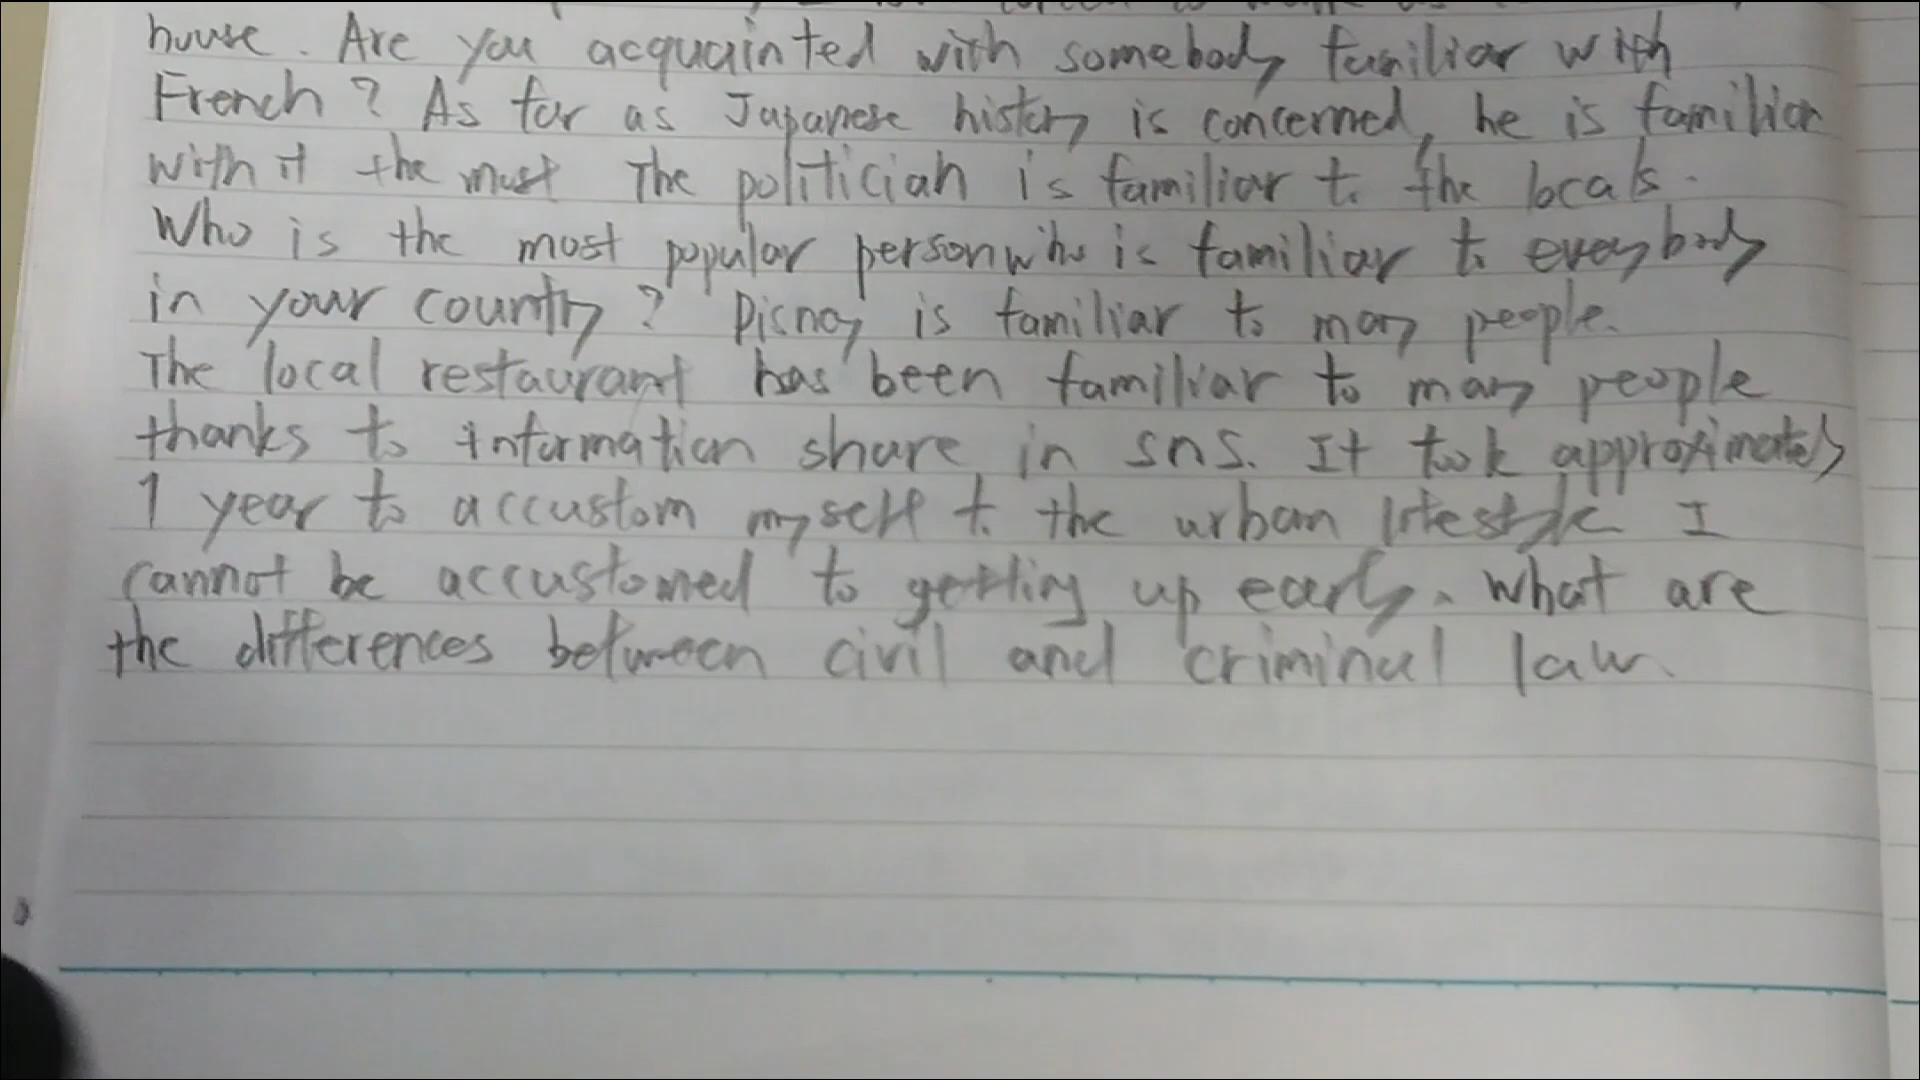 house. Are you acquainted with somebody familiar with
French? As far as Japanese history is concerned, he is familiar
with it the most The politician is familiar to the locals.
Who is the most popular person who is familiar to everybody
in your country? Disney is familiar to many people.
The local restaurant has been familiar to many people
thanks to information share in SNS. It took approximately
1 year to accustom myself to the urban lifestyle I
cannot be accustomed to getting up early. What are
the differences between civil and criminal law.